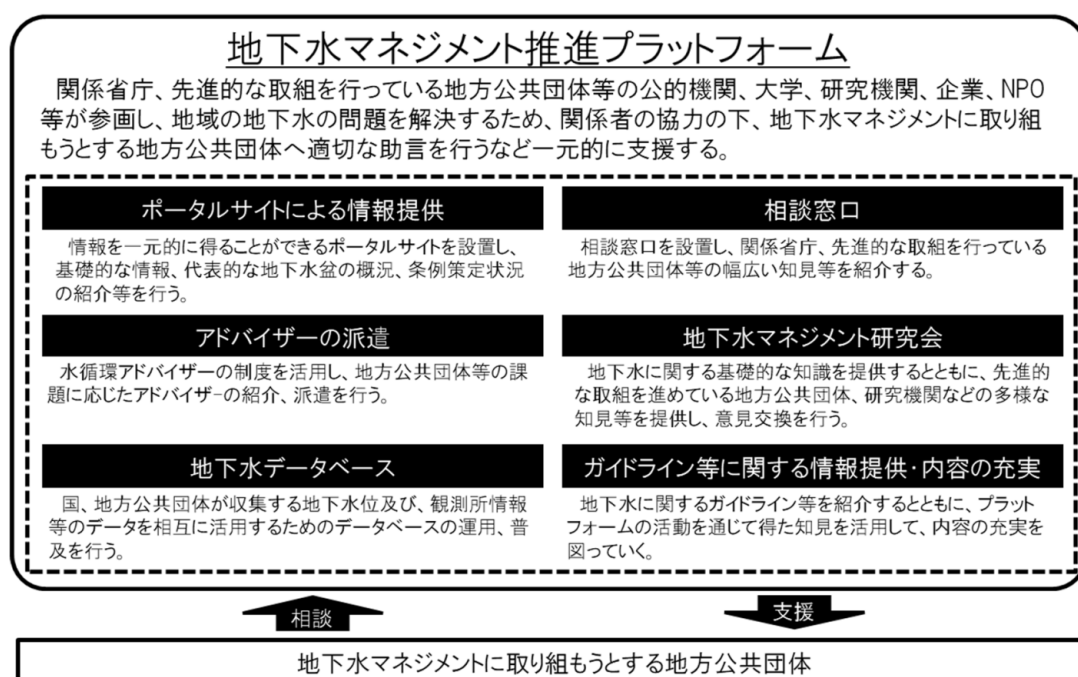 地下水マネジメント推進プラットフォーム
関係省庁、先進的な取組を行っている地方公共団体等の公的機関、大学、研究機関、企業、NPO
等が参画し、地域の地下水の問題を解決するため、関係者の協力の下、地下水マネジメントに取り組
もうとする地方公共団体へ適切な助言を行うなど一元的に支援する。
ポータルサイトによる情報提供
情報を一元的に得ることができるポータルサイトを設置し、
基礎的な情報、代表的な地下水盆の概況、条例策定状況
の紹介等を行う。
相談窓口
相談窓口を設置し、関係省庁、先進的な取組を行っている
地方公共団体等の幅広い知見等を紹介する。
アドバイザーの派遣
水循環アドバイザーの制度を活用し、地方公共団体等の課
題に応じたアドバイザーの紹介、派遣を行う。
地下水マネジメント研究会
地下水に関する基礎的な知識を提供するとともに、先進的
な取組を進めている地方公共団体、研究機関などの多様な
知見等を提供し、意見交換を行う。
地下水データベース
国、地方公共団体が収集する地下水位及び、観測所情報
等のデータを相互に活用するためのデータベースの運用、普
及を行う。
ガイドライン等に関する情報提供・内容の充実
地下水に関するガイドライン等を紹介するとともに、プラット
フォームの活動を通じて得た知見を活用して、内容の充実を
図っていく。
相談
支援
地下水マネジメントに取り組もうとする地方公共団体